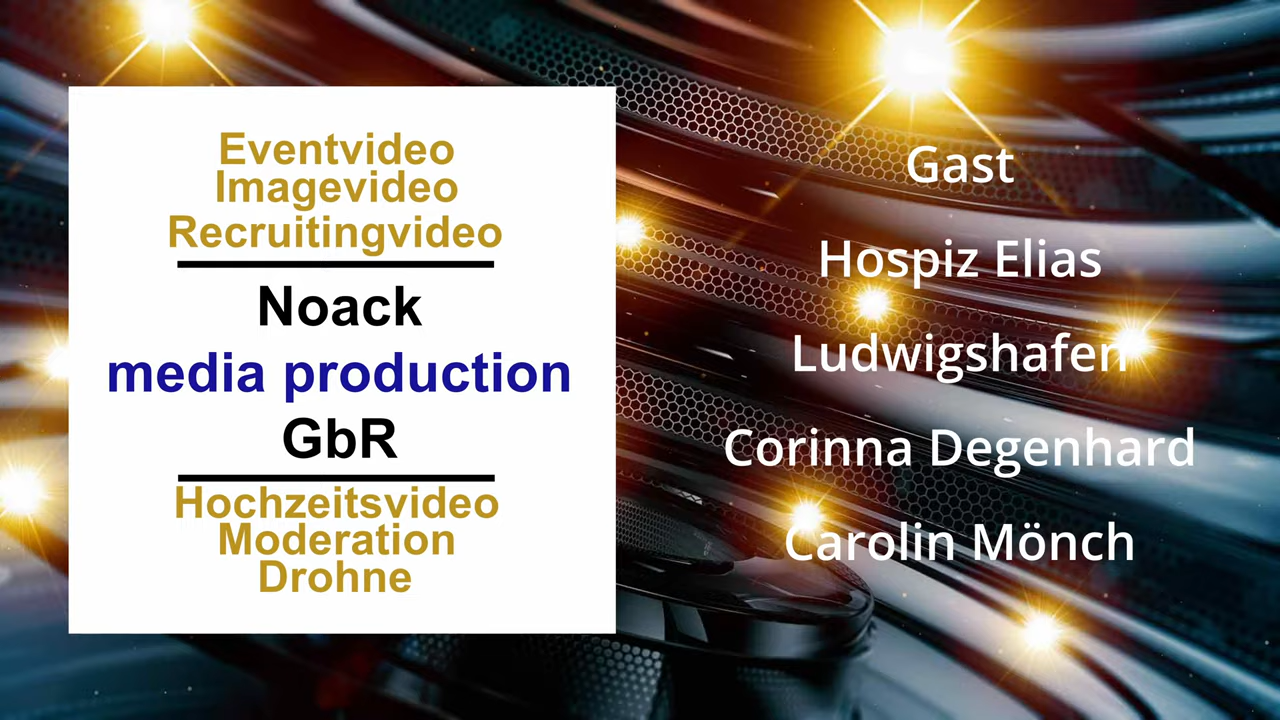 Eventvideo
Imagevideo
Recruitingvideo
Noack
media production
GbR
Hochzeitsvideo
Moderation
Drohne
Gast
Hospiz Elias
Ludwigshafen
Corinna Degenhard
Carolin Mönch